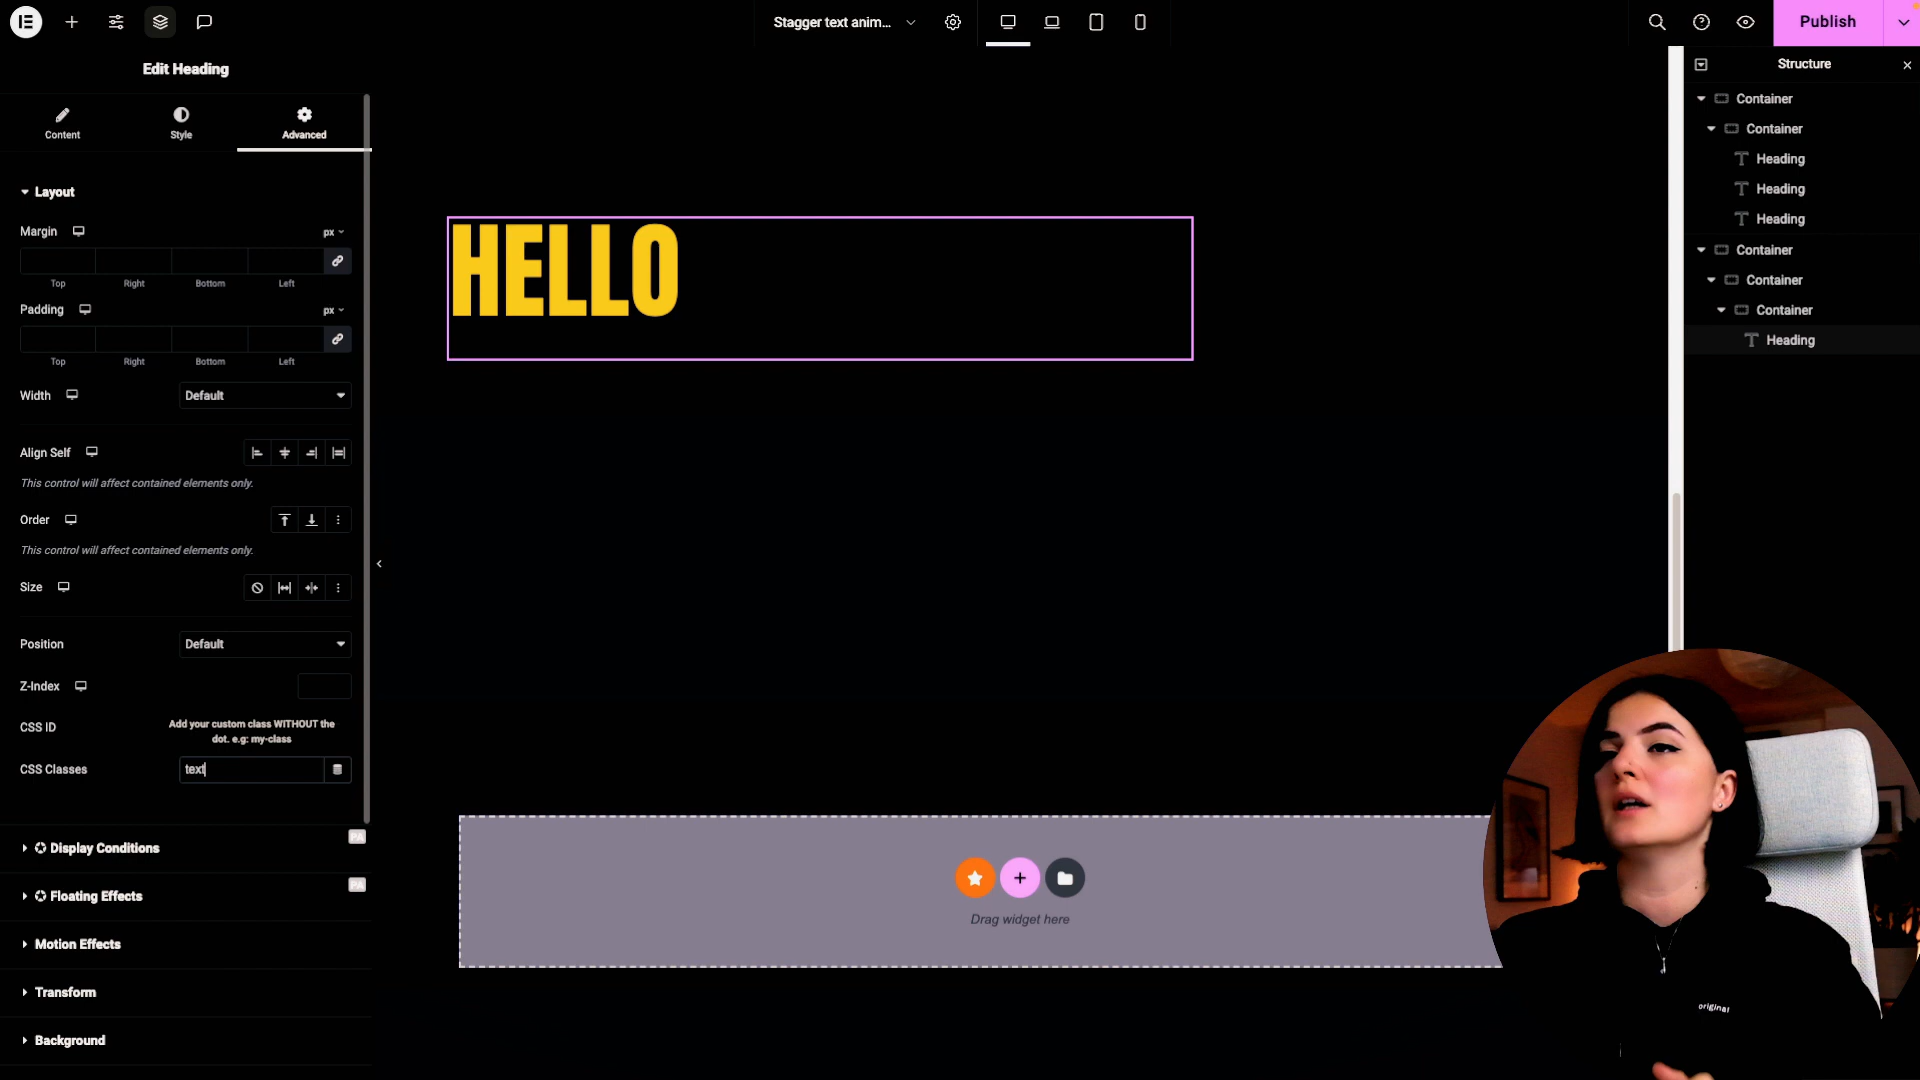 Stagger text anim...
Publish
Edit Heading
Content
Style
Advanced
Layout
Margin
px
Top
Right
Bottom
Left
Padding
px
Top
Right
Bottom
Left
Width
Default
Align Self
This control will affect contained elements only.
Order
This control will affect contained elements only.
Size
Position
Default
Z-Index
CSS ID
Add your custom class WITHOUT the
dot. e.g: my-class
CSS Classes
text
Display Conditions
PA
Floating Effects
PA
Motion Effects
Transform
Background
HELLO
Drag widget here
Structure
Container
Container
Heading
Heading
Heading
Container
Container
Container
Heading
original